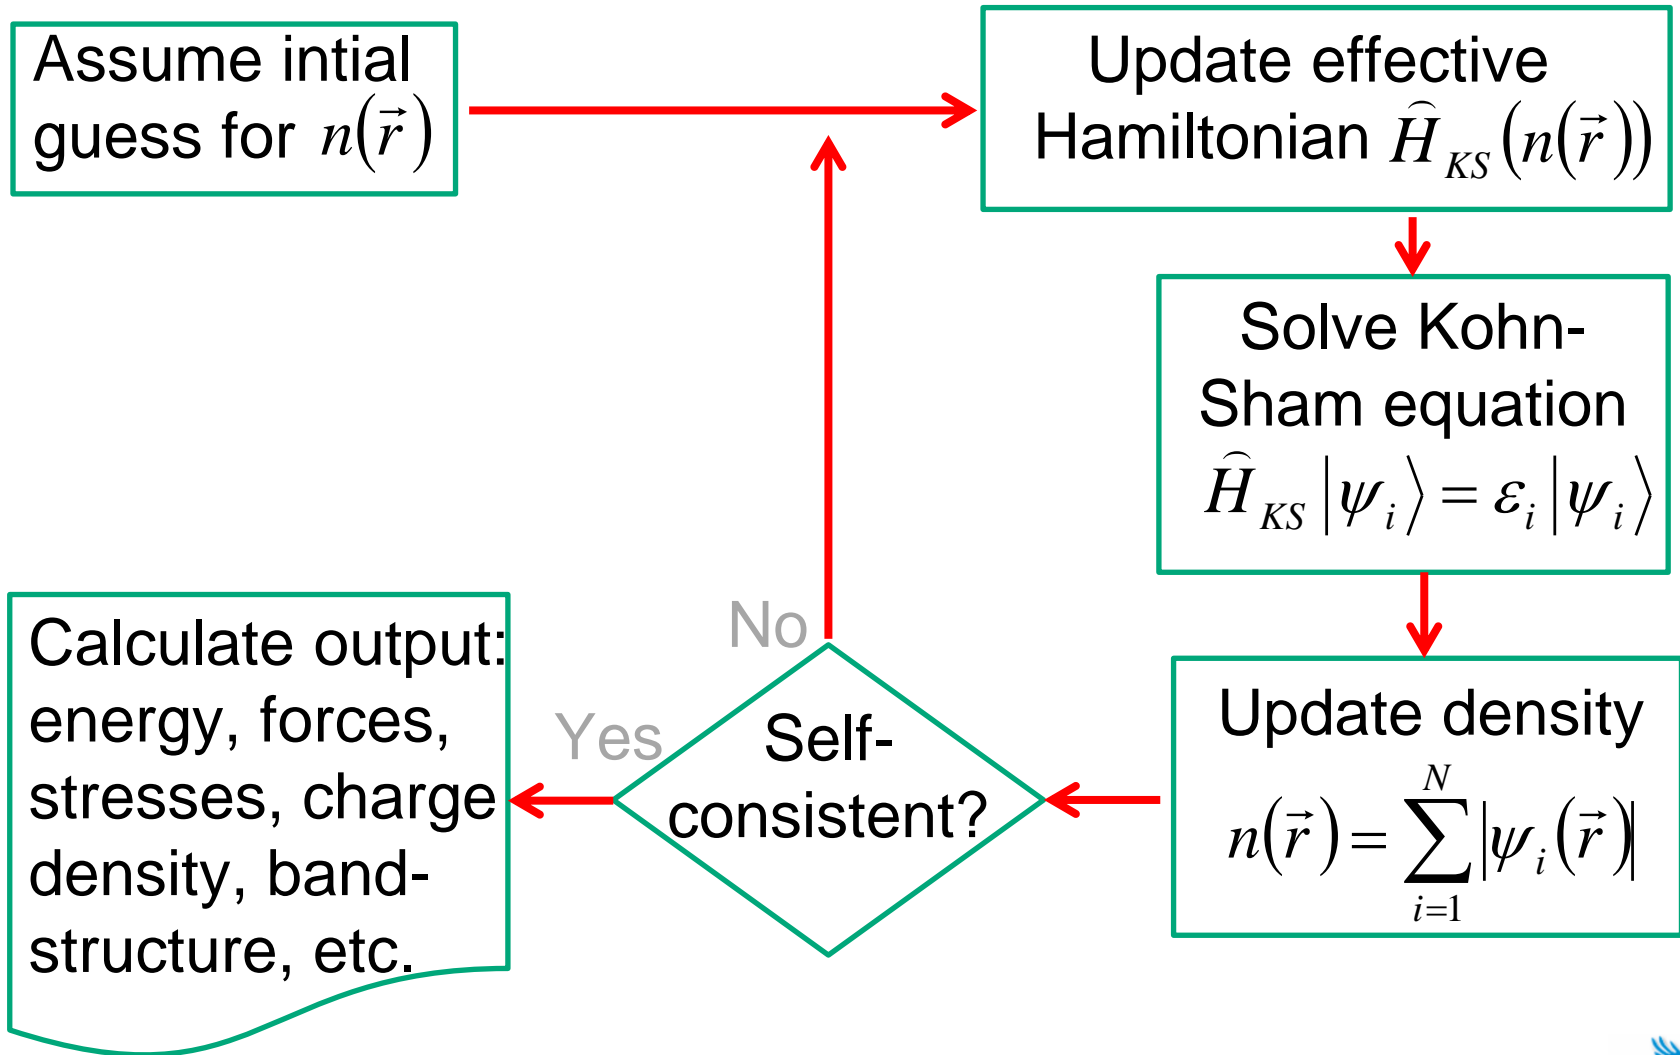 Assume intial
guess for n(r⃗)
Update effective
Hamiltonian Ĥ_KS(n(r⃗))
Solve Kohn-
Sham equation
Ĥ_KS|ψ_i⟩ = ε_i|ψ_i⟩
Update density
n(r⃗) = ∑_{i=1}^{N} |ψ_i(r⃗)|
Self-
consistent?
No
Yes
Calculate output:
energy, forces,
stresses, charge
density, band-
structure, etc.